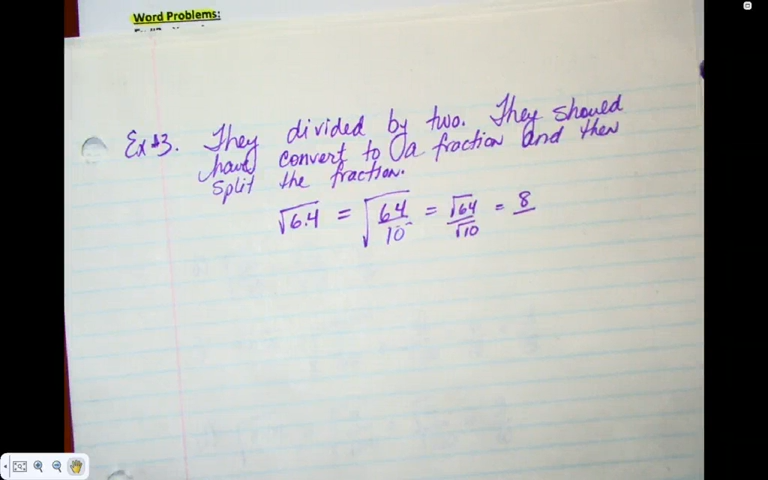 Word Problems:
Ex 3. They divided by two. They should
have convert to a fraction and then
split the fraction.
√6.4 = √64/10 = √64/√10 = 8